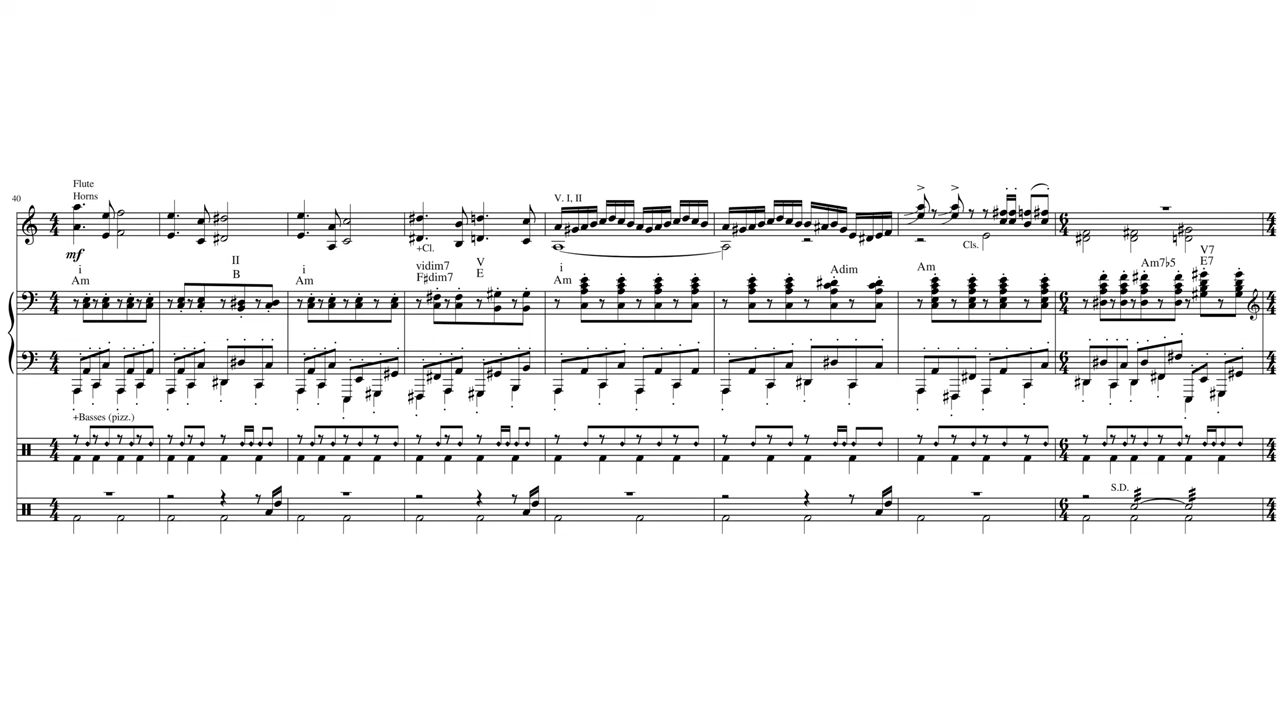 Flute
Horns
40
mf
+Cl.
V. I, II
Cls.
i
Am
II
B
i
Am
vidim7
F♯dim7
V
E
i
Am
Adim
Am
Am7♭5
V7
E7
+Basses (pizz.)
S.D.